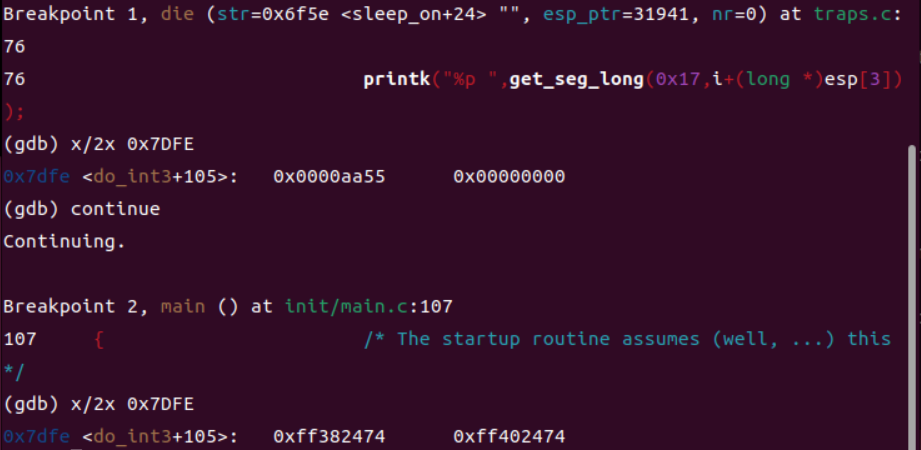 Breakpoint 1, die (str=0x6f5e <sleep_on+24> "", esp_ptr=31941, nr=0) at traps.c:
76
76                      printk("%p ",get_seg_long(0x17,i+(long *)esp[3])
);
(gdb) x/2x 0x7DFE
0x7dfe <do_int3+105>:   0x0000aa55      0x00000000
(gdb) continue
Continuing.

Breakpoint 2, main () at init/main.c:107
107     {                       /* The startup routine assumes (well, ...) this
*/
(gdb) x/2x 0x7DFE
0x7dfe <do_int3+105>:   0xff382474      0xff402474